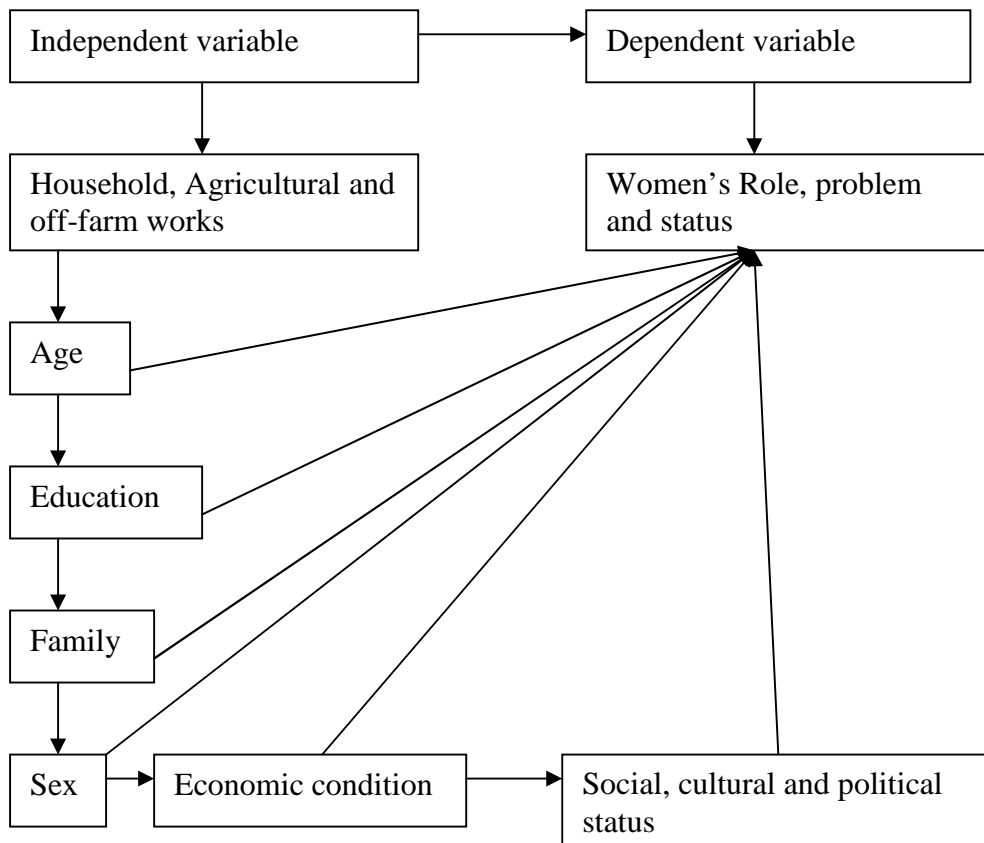 Independent variable
Dependent variable
Household, Agricultural and
off-farm works
Women’s Role, problem
and status
Age
Education
Family
Sex
Economic condition
Social, cultural and political
status